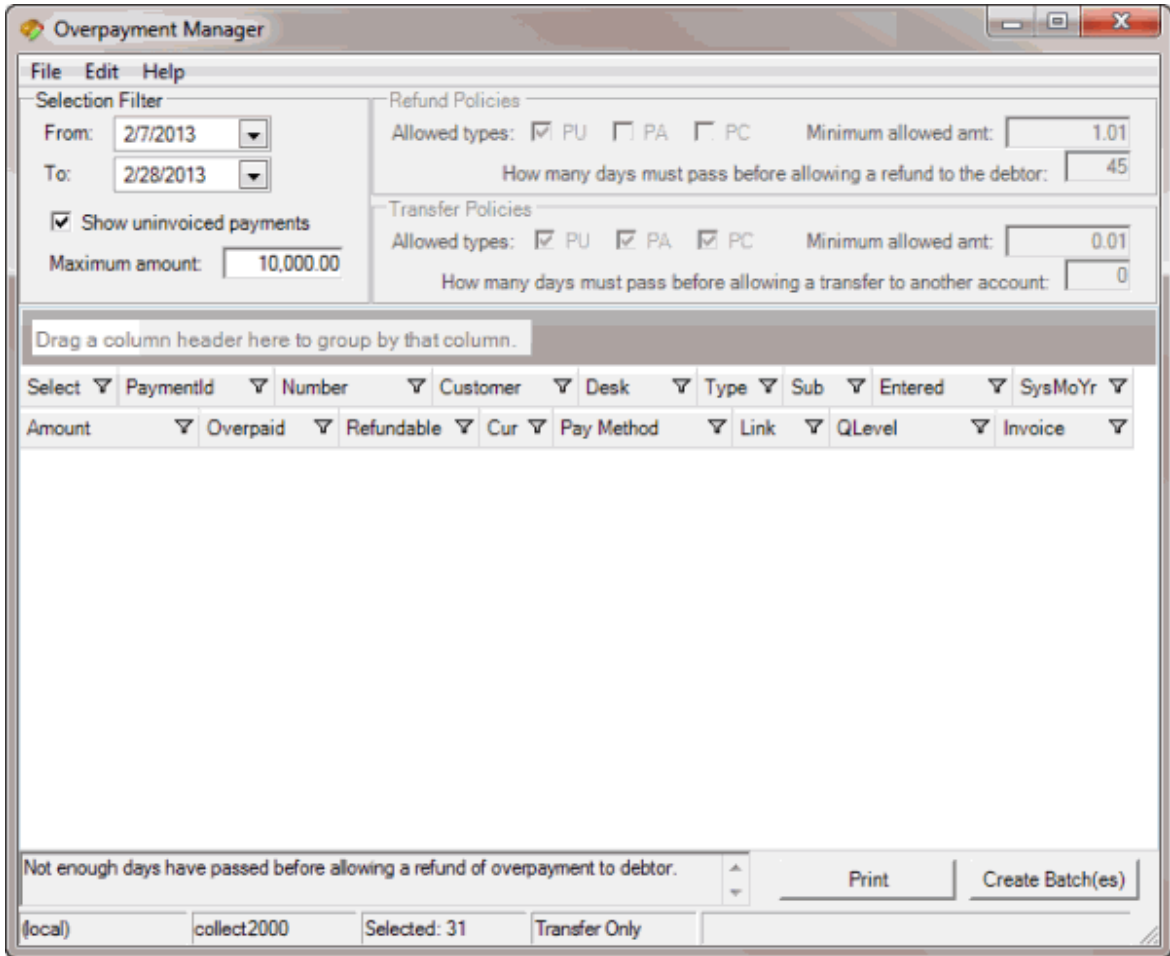 Overpayment Manager
File Edit Help
Selection Filter
From: 2/7/2013
To: 2/28/2013
Show uninvoiced payments
Maximum amount: 10,000.00
Refund Policies
Allowed types: PU PA PC Minimum allowed amt: 1.01
How many days must pass before allowing a refund to the debtor: 45
Transfer Policies
Allowed types: PU PA PC Minimum allowed amt: 0.01
How many days must pass before allowing a transfer to another account: 0
Drag a column header here to group by that column.
Select PaymentId Number Customer Desk Type Sub Entered SysMoYr
Amount Overpaid Refundable Cur Pay Method Link QLevel Invoice
Not enough days have passed before allowing a refund of overpayment to debtor.
Print Create Batch(es)
(local) collect2000 Selected: 31 Transfer Only